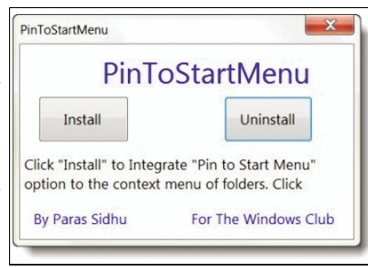 PinToStartMenu
PinToStartMenu
Install Uninstall
Click "Install" to Integrate "Pin to Start Menu"
option to the context menu of folders. Click
By Paras Sidhu For The Windows Club